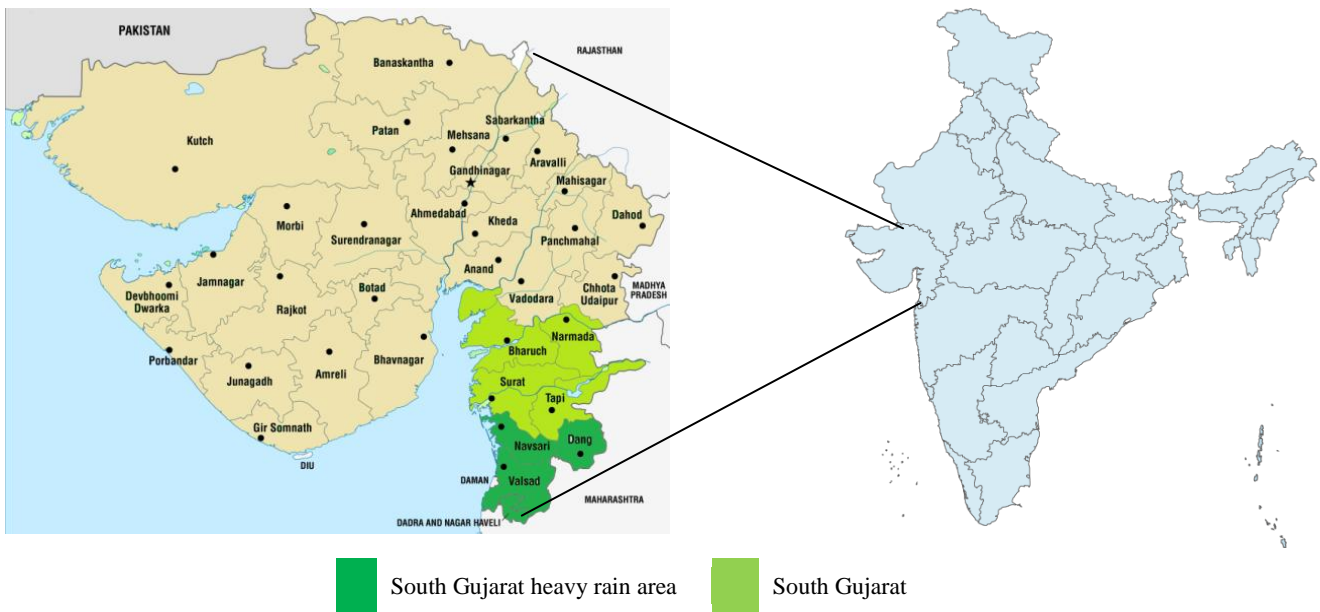 PAKISTAN
RAJASTHAN
Banaskantha
Sabarkantha
Patan
Mehsana
Kutch
Aravalli
Gandhinagar
Mahisagar
Ahmedabad
Kheda
Dahod
Morbi
Surendranagar
Panchmahal
Anand
Jamnagar
Botad
Vadodara
Chhota
Udaipur
MADHYA
PRADESH
Devbhoomi
Dwarka
Rajkot
Narmada
Bharuch
Porbandar
Bhavnagar
Junagadh
Amreli
Surat
Tapi
Gir Somnath
Navsari
Dang
DIU
DAMAN
Valsad
MAHARASHTRA
DADRA AND NAGAR HAVELI
South Gujarat heavy rain area
South Gujarat